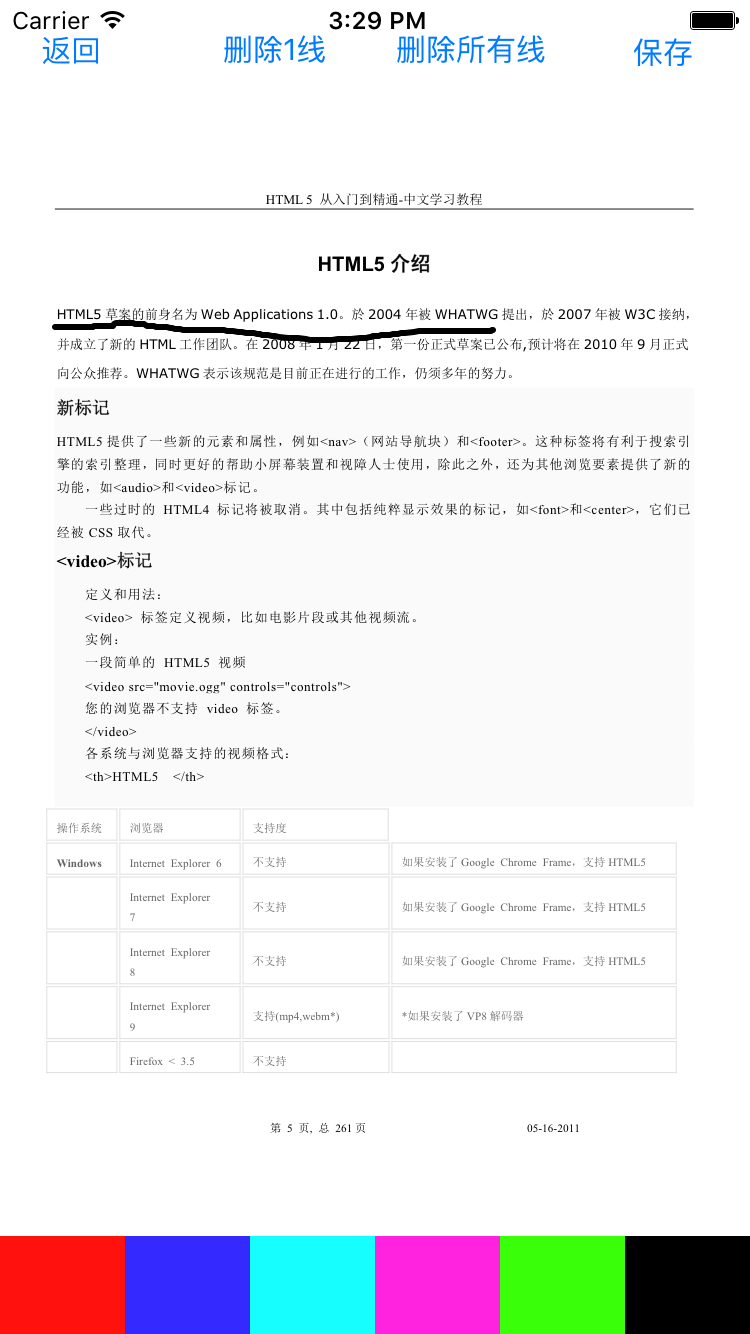 Carrier 3:29 PM
返回 删除1线 删除所有线 保存
HTML 5 从入门到精通-中文学习教程
HTML5 介绍
HTML5 草案的前身名为 Web Applications 1.0。於 2004 年被 WHATWG 提出，於 2007 年被 W3C 接纳，
并成立了新的 HTML 工作团队。在 2008 年 1 月 22 日，第一份正式草案已公布,预计将在 2010 年 9 月正式
向公众推荐。WHATWG 表示该规范是目前正在进行的工作，仍须多年的努力。
新标记
HTML5 提供了一些新的元素和属性，例如<nav>（网站导航块）和<footer>。这种标签将有利于搜索引
擎的索引整理，同时更好的帮助小屏幕装置和视障人士使用，除此之外，还为其他浏览要素提供了新的
功能，如<audio>和<video>标记。
一些过时的 HTML4 标记将被取消。其中包括纯粹显示效果的标记，如<font>和<center>，它们已
经被 CSS 取代。
<video>标记
定义和用法：
<video> 标签定义视频，比如电影片段或其他视频流。
实例：
一段简单的 HTML5 视频
<video src="movie.ogg" controls="controls">
您的浏览器不支持 video 标签。
</video>
各系统与浏览器支持的视频格式：
<th>HTML5 </th>
操作系统 浏览器 支持度
Windows Internet Explorer 6 不支持 如果安装了 Google Chrome Frame，支持 HTML5
Internet Explorer
7 不支持 如果安装了 Google Chrome Frame，支持 HTML5
Internet Explorer
8 不支持 如果安装了 Google Chrome Frame，支持 HTML5
Internet Explorer
9 支持(mp4,webm*) *如果安装了 VP8 解码器
Firefox < 3.5 不支持
第 5 页, 总 261 页 05-16-2011